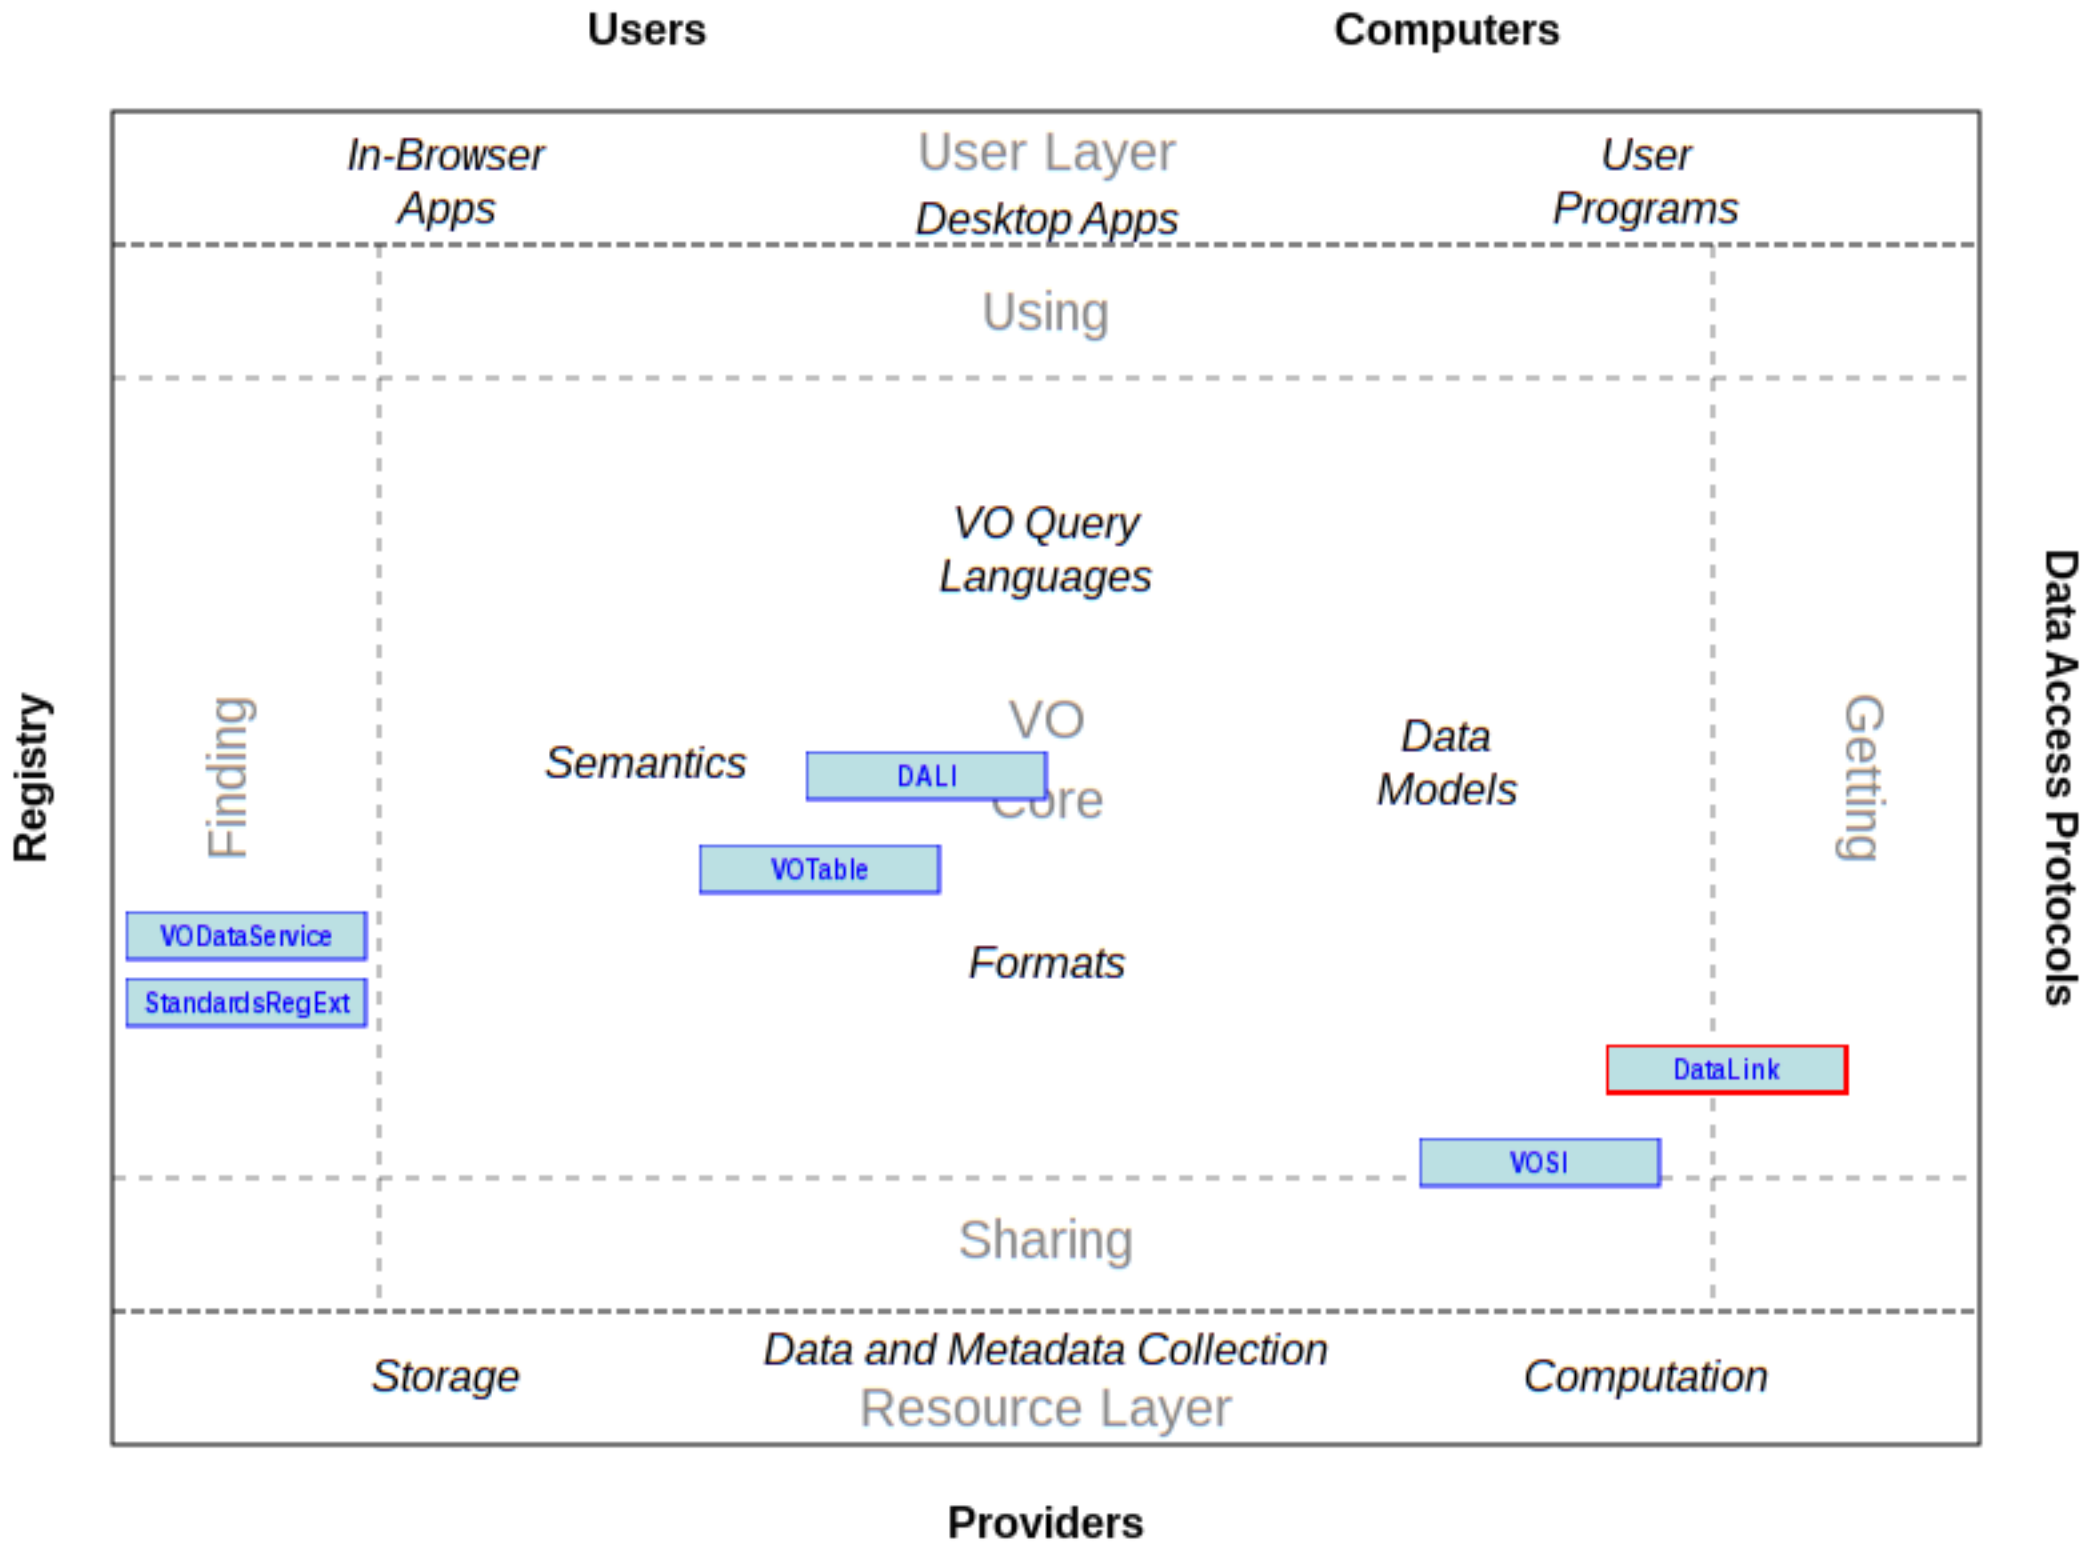 Users
Computers
In-Browser
Apps
User Layer
Desktop Apps
User
Programs
Using
VO Query
Languages
Registry
Finding
Semantics
VO
Core
DALI
Data
Models
Getting
Data Access Protocols
VOTable
VODataService
StandardsRegExt
Formats
DataLink
VOSI
Sharing
Storage
Data and Metadata Collection
Resource Layer
Computation
Providers